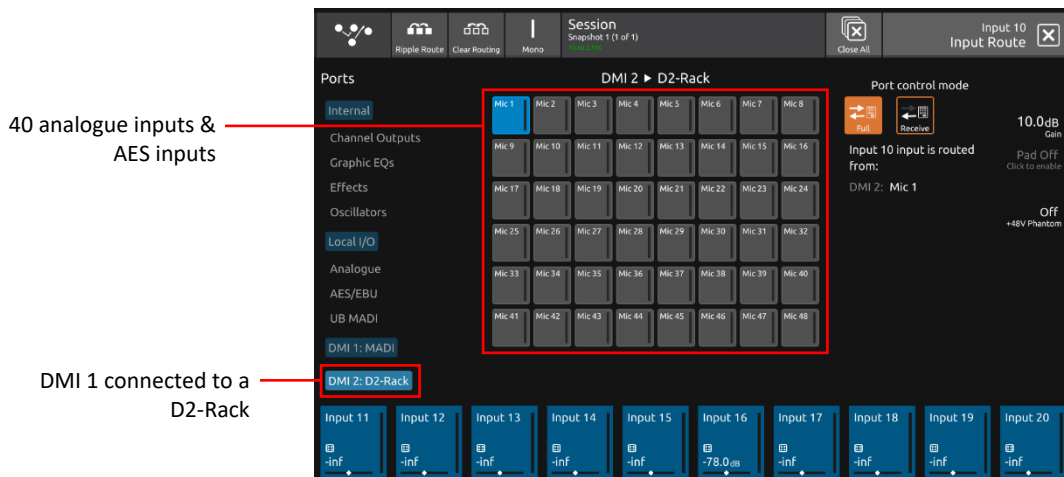 Session
Snapshot 1 (1 of 1)
10.68.2.150
Ripple Route
Clear Routing
Mono
Close All
Input 10
Input Route
Ports
DMI 2 ► D2-Rack
Port control mode
Internal
Channel Outputs
Graphic EQs
Effects
Oscillators
Local I/O
Analogue
AES/EBU
UB MADI
DMI 1: MADI
DMI 2: D2-Rack
Mic 1 Mic 2 Mic 3 Mic 4 Mic 5 Mic 6 Mic 7 Mic 8
Mic 9 Mic 10 Mic 11 Mic 12 Mic 13 Mic 14 Mic 15 Mic 16
Mic 17 Mic 18 Mic 19 Mic 20 Mic 21 Mic 22 Mic 23 Mic 24
Mic 25 Mic 26 Mic 27 Mic 28 Mic 29 Mic 30 Mic 31 Mic 32
Mic 33 Mic 34 Mic 35 Mic 36 Mic 37 Mic 38 Mic 39 Mic 40
Mic 41 Mic 42 Mic 43 Mic 44 Mic 45 Mic 46 Mic 47 Mic 48
Full
Receive
Input 10 input is routed
from:
DMI 2: Mic 1
10.0dB
Gain
Pad Off
Click to enable
Off
+48V Phantom
40 analogue inputs &
AES inputs
DMI 1 connected to a
D2-Rack
Input 11 Input 12 Input 13 Input 14 Input 15 Input 16 Input 17 Input 18 Input 19 Input 20
-inf -inf -inf -inf -inf -78.0dB -inf -inf -inf -inf